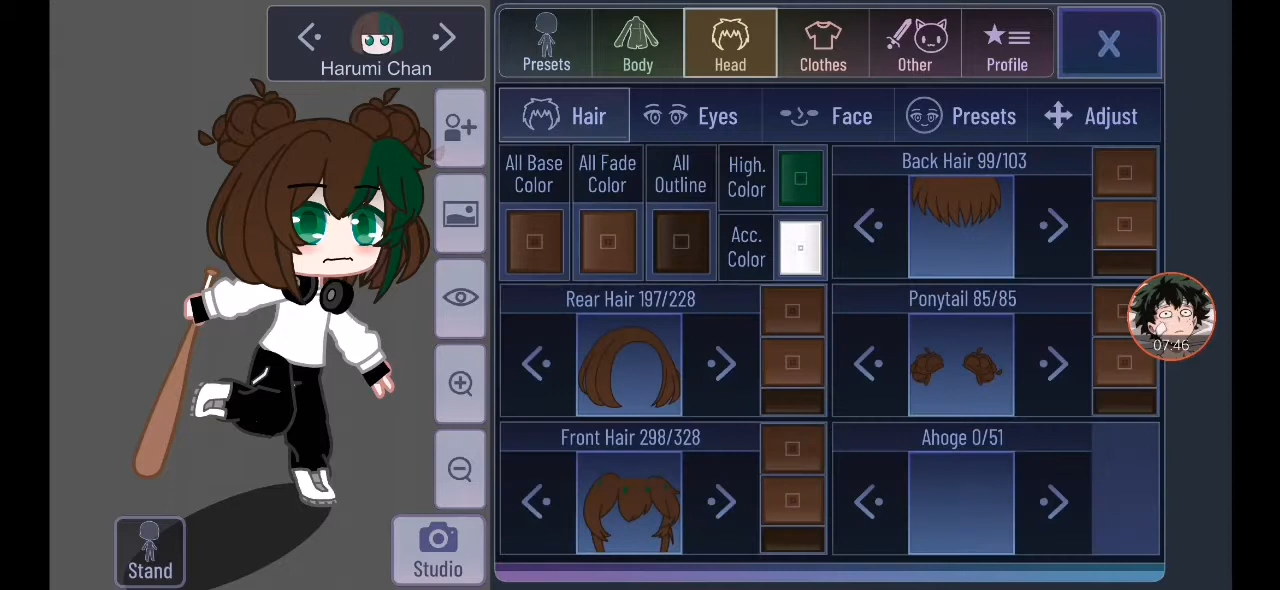 Harumi Chan
Presets
Body
Head
Clothes
Other
Profile
X
Hair
Eyes
Face
Presets
Adjust
All Base
Color
All Fade
Color
All
Outline
High.
Color
Acc.
Color
Back Hair 99/103
Rear Hair 197/228
Ponytail 85/85
07:46
Front Hair 298/328
Ahoge 0/51
Stand
Studio